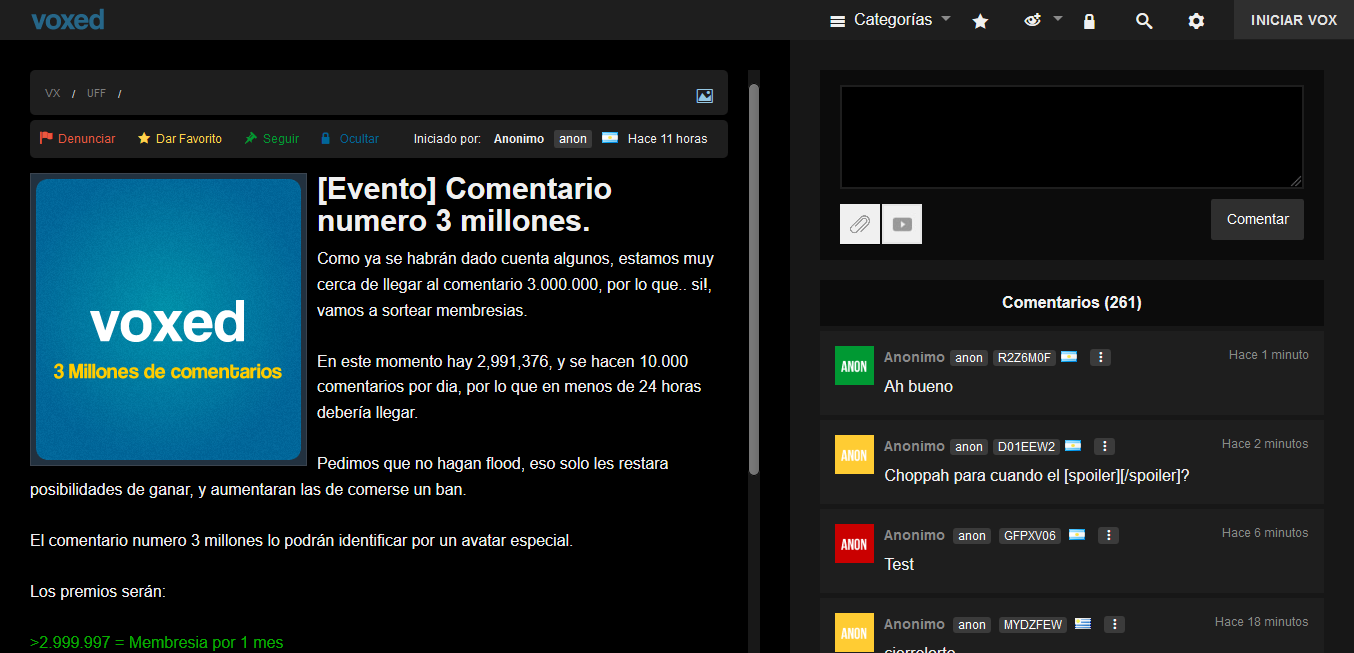 voxed
Categorías
INICIAR VOX
VX / UFF /
Denunciar Dar Favorito Seguir Ocultar Iniciado por: Anonimo anon Hace 11 horas
voxed
3 Millones de comentarios
[Evento] Comentario
numero 3 millones.
Como ya se habrán dado cuenta algunos, estamos muy
cerca de llegar al comentario 3.000.000, por lo que.. si!,
vamos a sortear membresias.
En este momento hay 2,991,376, y se hacen 10.000
comentarios por dia, por lo que en menos de 24 horas
debería llegar.
Pedimos que no hagan flood, eso solo les restara
posibilidades de ganar, y aumentaran las de comerse un ban.
El comentario numero 3 millones lo podrán identificar por un avatar especial.
Los premios serán:
>2.999.997 = Membresia por 1 mes
Comentar
Comentarios (261)
ANON
Anonimo anon R2Z6M0F Hace 1 minuto
Ah bueno
ANON
Anonimo anon D01EEW2 Hace 2 minutos
Choppah para cuando el [spoiler][/spoiler]?
ANON
Anonimo anon GFPXV06 Hace 6 minutos
Test
ANON
Anonimo anon MYDZFEW Hace 18 minutos